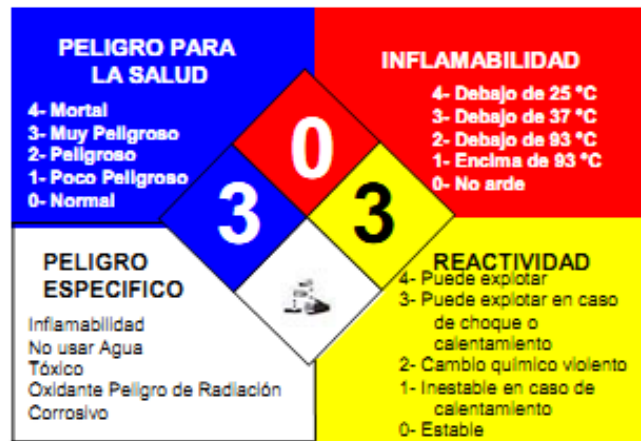 PELIGRO PARA
LA SALUD
4- Mortal
3- Muy Peligroso
2- Peligroso
1- Poco Peligroso
0- Normal
INFLAMABILIDAD
4- Debajo de 25 °C
3- Debajo de 37 °C
2- Debajo de 93 °C
1- Encima de 93 °C
0- No arde
0
3
3
PELIGRO
ESPECIFICO
Inflamabilidad
No usar Agua
Tóxico
Oxidante Peligro de Radiación
Corrosivo
REACTIVIDAD
4- Puede explotar
3- Puede explotar en caso
de choque o
calentamiento
2- Cambio químico violento
1- Inestable en caso de
calentamiento
0- Estable